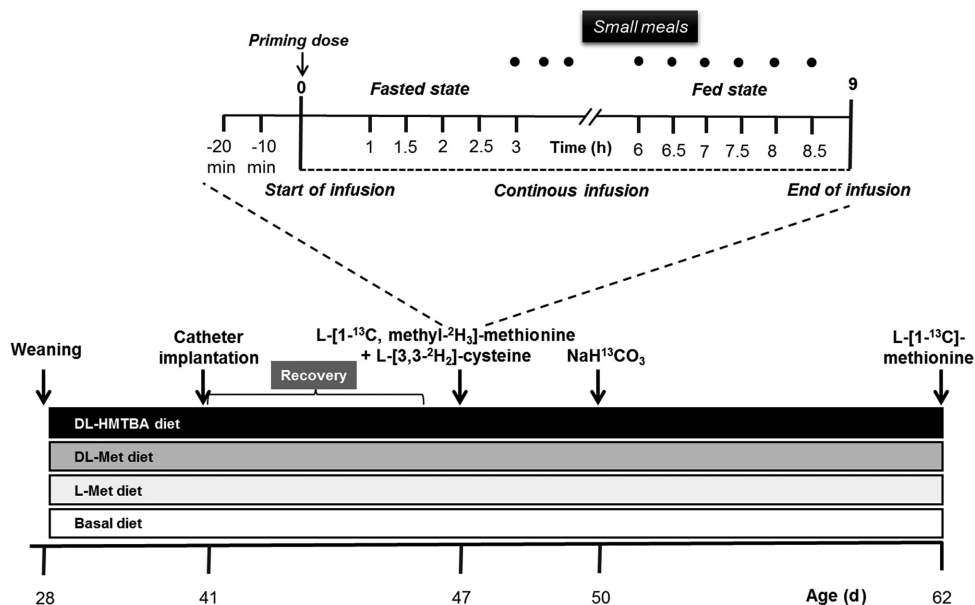 Small meals
Priming dose
0
Fasted state
Fed state
9
-20 min
-10 min
1
1.5
2
2.5
3
Time (h)
6
6.5
7
7.5
8
8.5
Start of infusion
Continous infusion
End of infusion
Weaning
Catheter
implantation
Recovery
L-[1-¹³C, methyl-²H₃]-methionine
+ L-[3,3-²H₂]-cysteine
NaH¹³CO₃
L-[1-¹³C]-
methionine
DL-HMTBA diet
DL-Met diet
L-Met diet
Basal diet
28
41
47
50
Age (d)
62